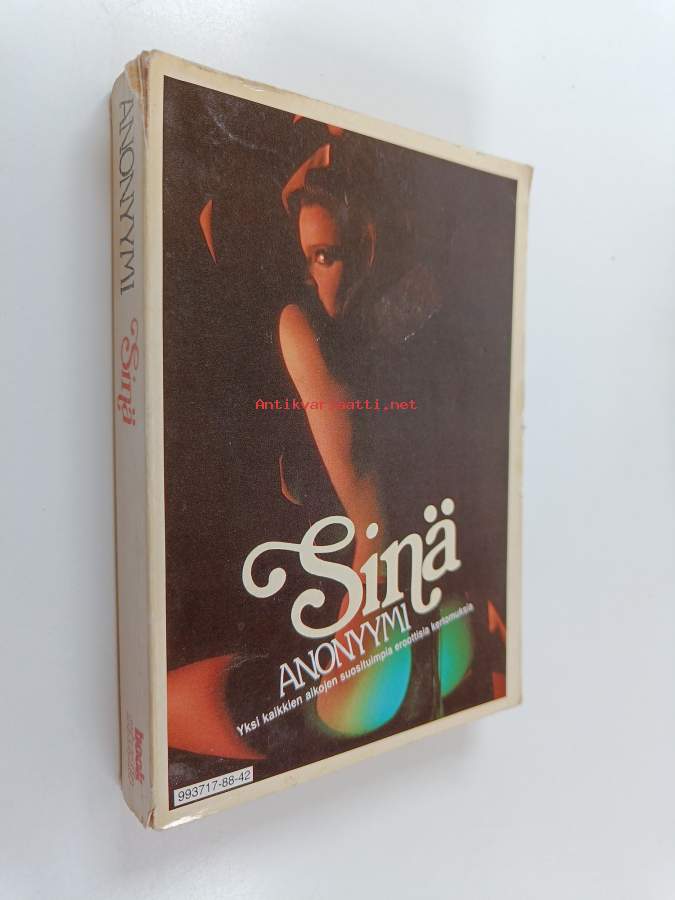 ANONYYMI Sinä
book
Antikvariaatti.net
Sinä
ANONYYMI
Yksi kaikkien aikojen suosituimpia eroottisia kertomuksia
993717-88-42